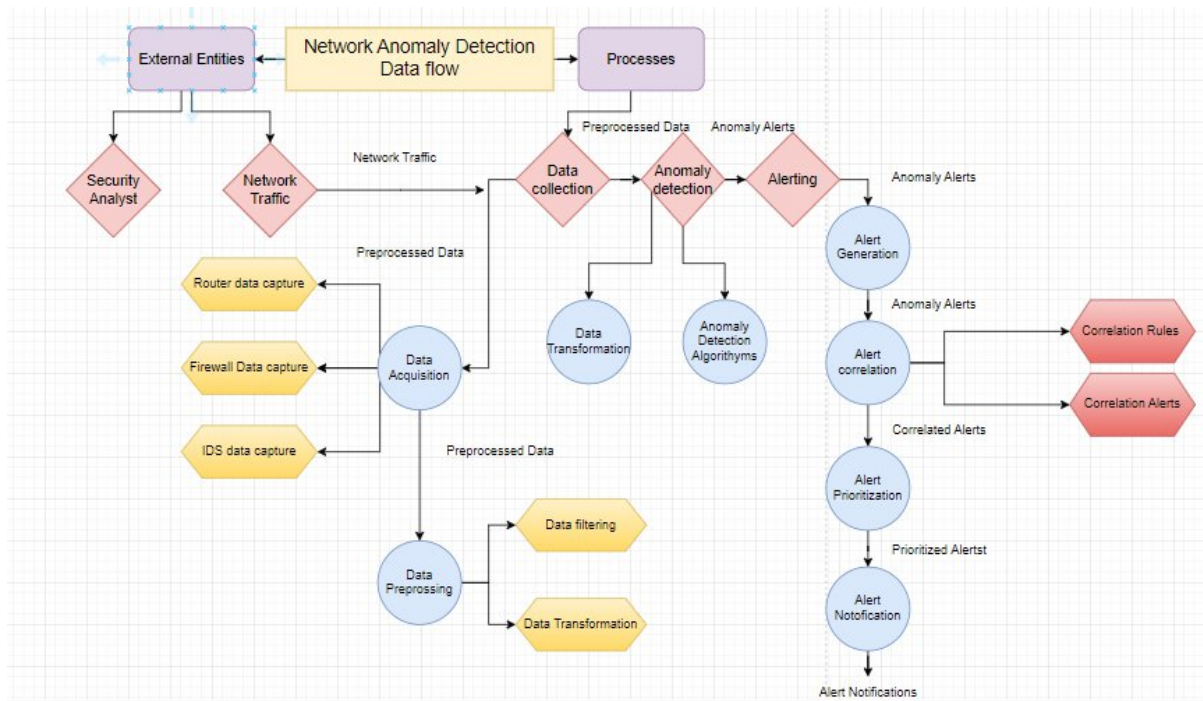 Network Anomaly Detection
Data flow
External Entities
Processes
Preprocessed Data
Anomaly Alerts
Security
Analyst
Network
Traffic
Network Traffic
Data
collection
Anomaly
detection
Alerting
Anomaly Alerts
Alert
Generation
Preprocessed Data
Router data capture
Firewall Data capture
IDS data capture
Data
Acquisition
Data
Transformation
Anomaly
Detection
Algorithyms
Anomaly Alerts
Alert
correlation
Correlation Rules
Correlation Alerts
Correlated Alerts
Preprocessed Data
Alert
Prioritization
Data filtering
Data
Preprossing
Data Transformation
Prioritized Alertst
Alert
Notofication
Alert Notifications